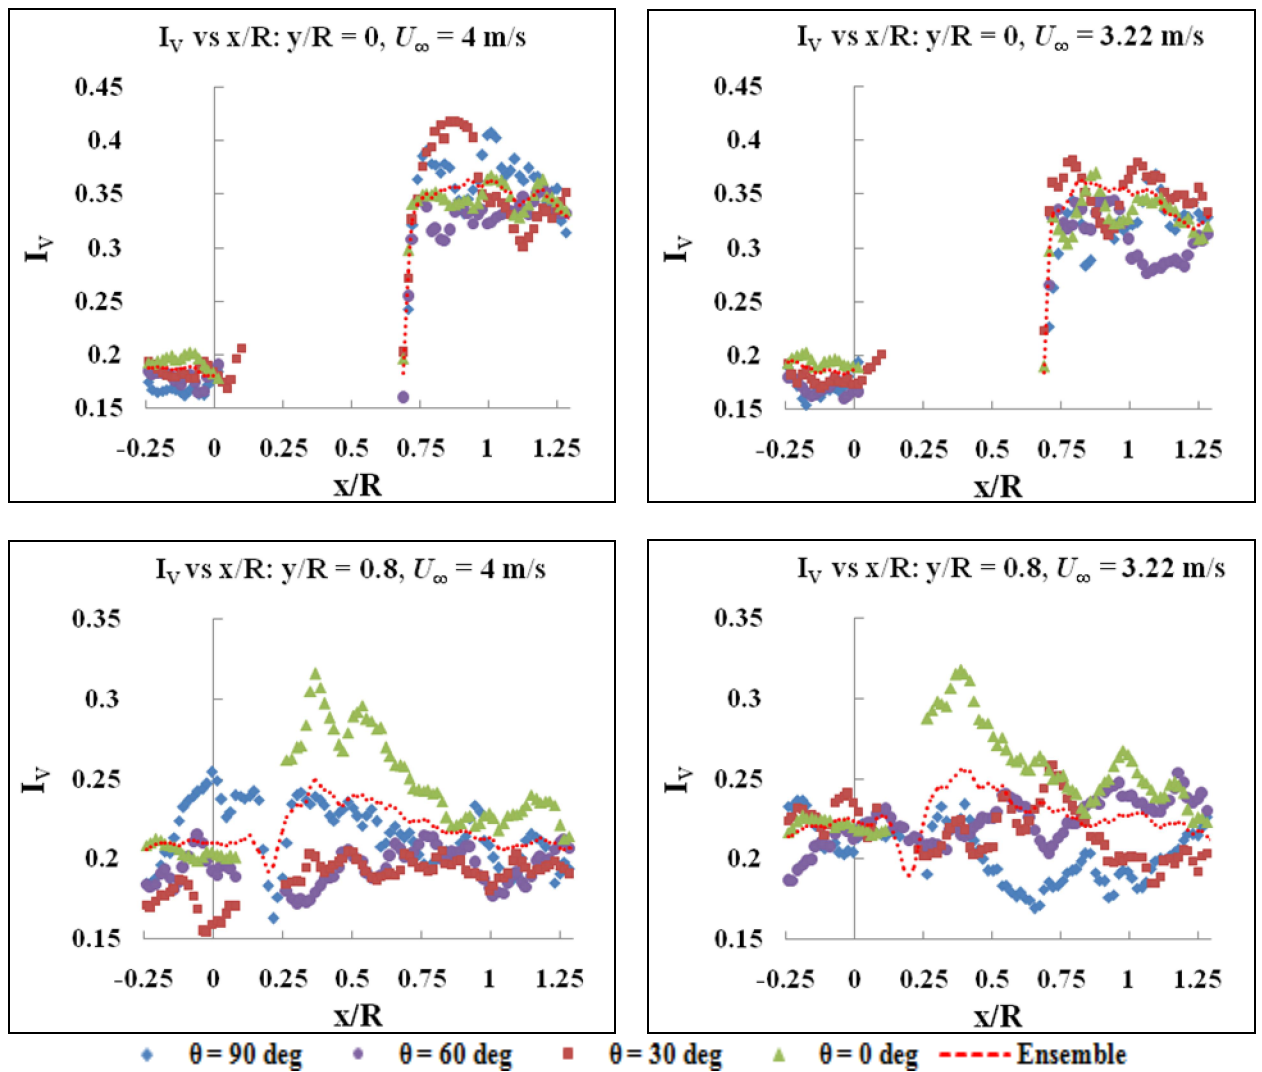 I_V vs x/R: y/R = 0, U_∞ = 4 m/s
0.45
0.4
0.35
0.3
0.25
0.2
0.15
I_V
-0.25 0 0.25 0.5 0.75 1 1.25
x/R
I_V vs x/R: y/R = 0, U_∞ = 3.22 m/s
0.45
0.4
0.35
0.3
0.25
0.2
0.15
I_V
-0.25 0 0.25 0.5 0.75 1 1.25
x/R
I_V vs x/R: y/R = 0.8, U_∞ = 4 m/s
0.35
0.3
0.25
0.2
0.15
I_V
-0.25 0 0.25 0.5 0.75 1 1.25
x/R
I_V vs x/R: y/R = 0.8, U_∞ = 3.22 m/s
0.35
0.3
0.25
0.2
0.15
I_V
-0.25 0 0.25 0.5 0.75 1 1.25
x/R
θ = 90 deg θ = 60 deg θ = 30 deg θ = 0 deg Ensemble